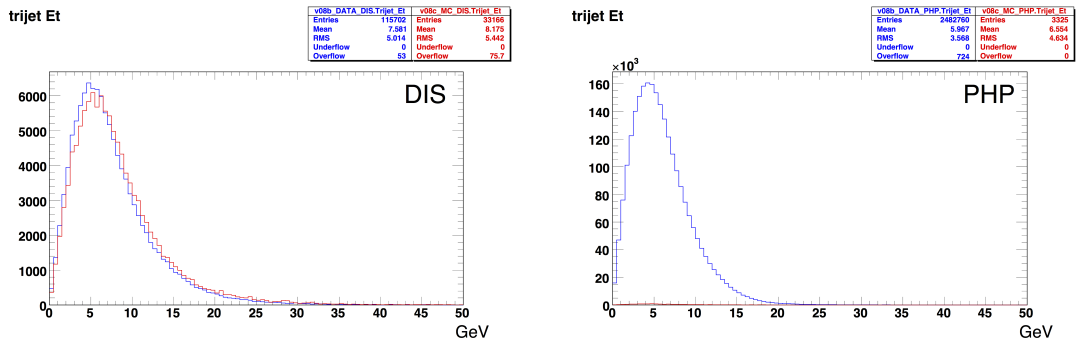 trijet Et
v08b_DATA_DIS.Trijet_Et v08c_MC_DIS.Trijet_Et
Entries 115702 Entries 33166
Mean 7.581 Mean 8.175
RMS 5.014 RMS 5.442
Underflow 0 Underflow 0
Overflow 53 Overflow 75.7
DIS
6000
5000
4000
3000
2000
1000
0
0 5 10 15 20 25 30 35 40 45 50
GeV
trijet Et
v08b_DATA_PHP.Trijet_Et v08c_MC_PHP.Trijet_Et
Entries 2482760 Entries 3325
Mean 5.967 Mean 6.554
RMS 3.568 RMS 4.634
Underflow 0 Underflow 0
Overflow 724 Overflow 0
×10³
PHP
160
140
120
100
80
60
40
20
0
0 5 10 15 20 25 30 35 40 45 50
GeV